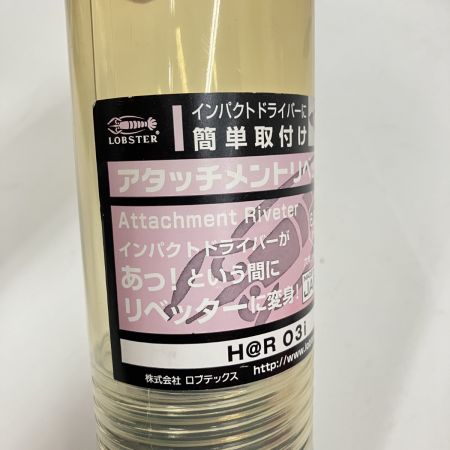 LOBSTER®
インパクトドライバーに
簡単取付け
アタッチメントリベ
Attachment Riveter
インパクトドライバーが
あっ!という間に
リベッターに変身!
H@R 03i
株式会社 ロブテックス
http://www.lo